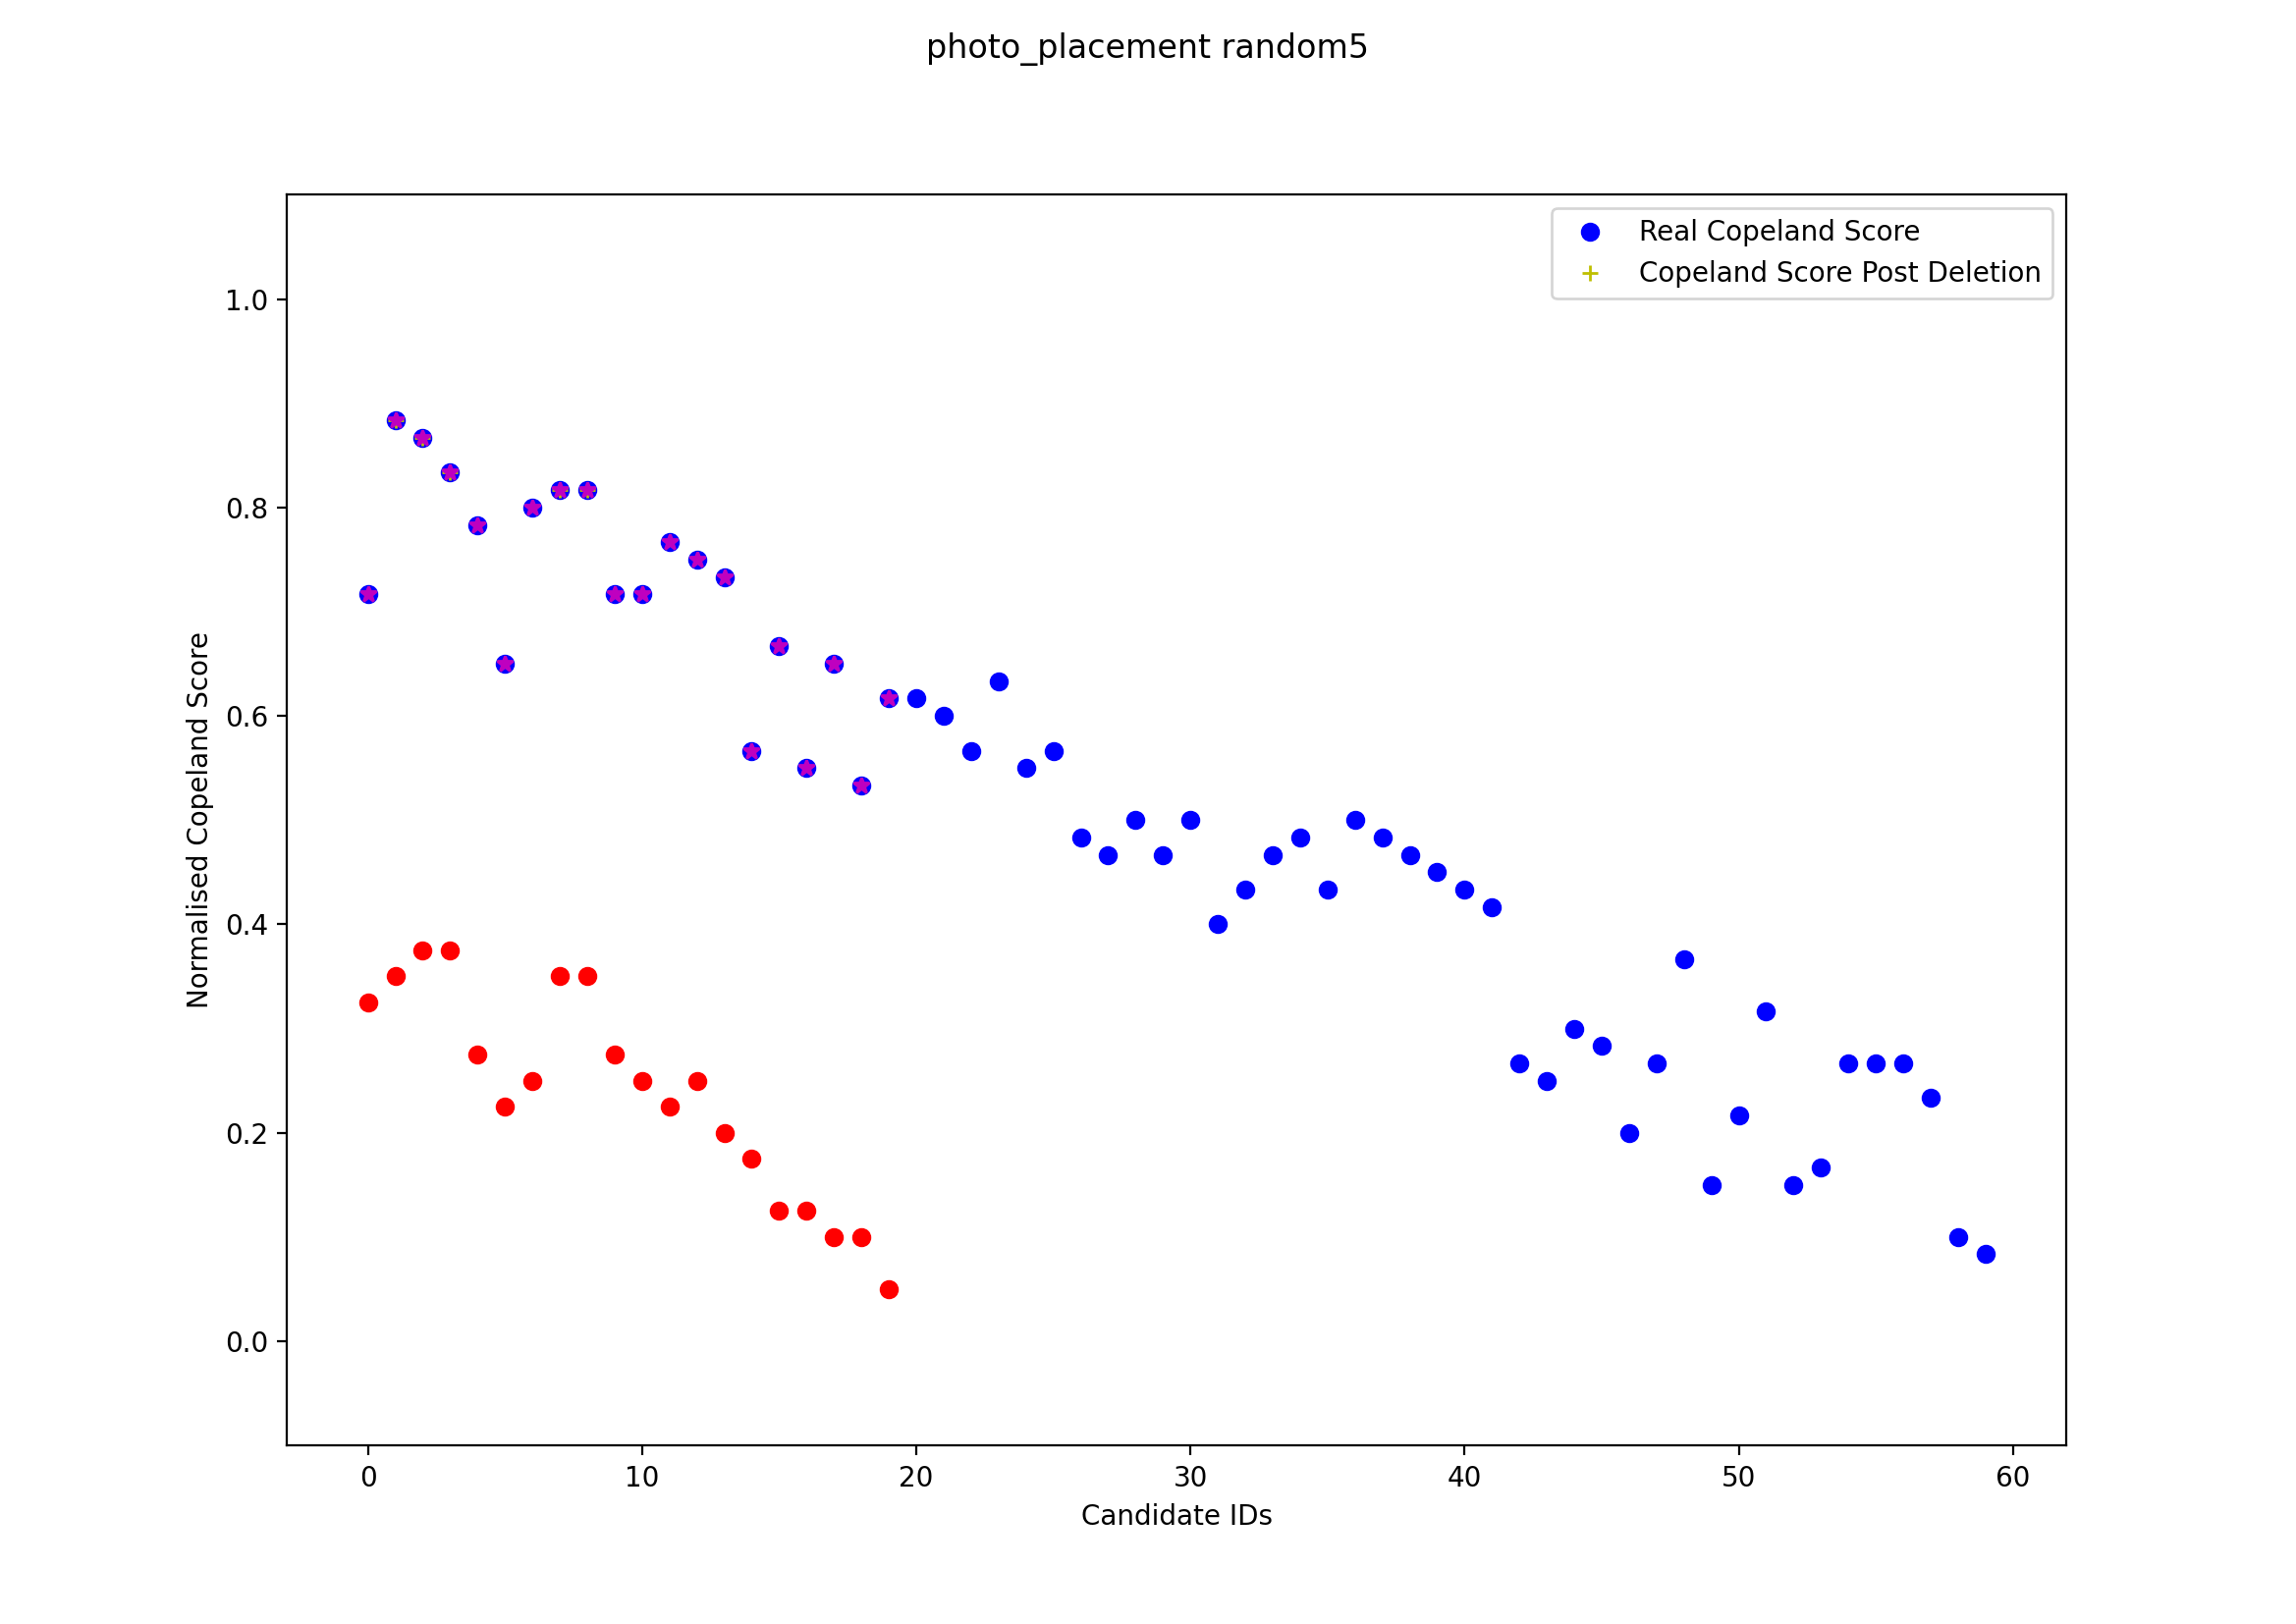 photo_placement random5
Real Copeland Score
Copeland Score Post Deletion
1.0
0.8
0.6
0.4
0.2
0.0
Normalised Copeland Score
0 10 20 30 40 50 60
Candidate IDs